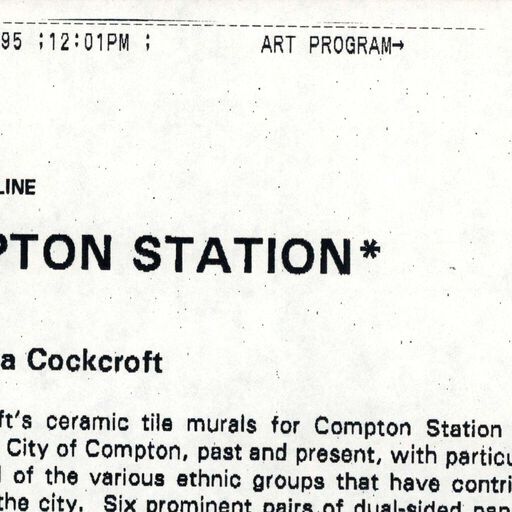 95 ;12:01PM ; ART PROGRAM→
LINE
PTON STATION*
a Cockcroft
ft's ceramic tile murals for Compton Station
City of Compton, past and present, with particu
l of the various ethnic groups that have contri
the city. Six prominent pairs of dual-sided pan